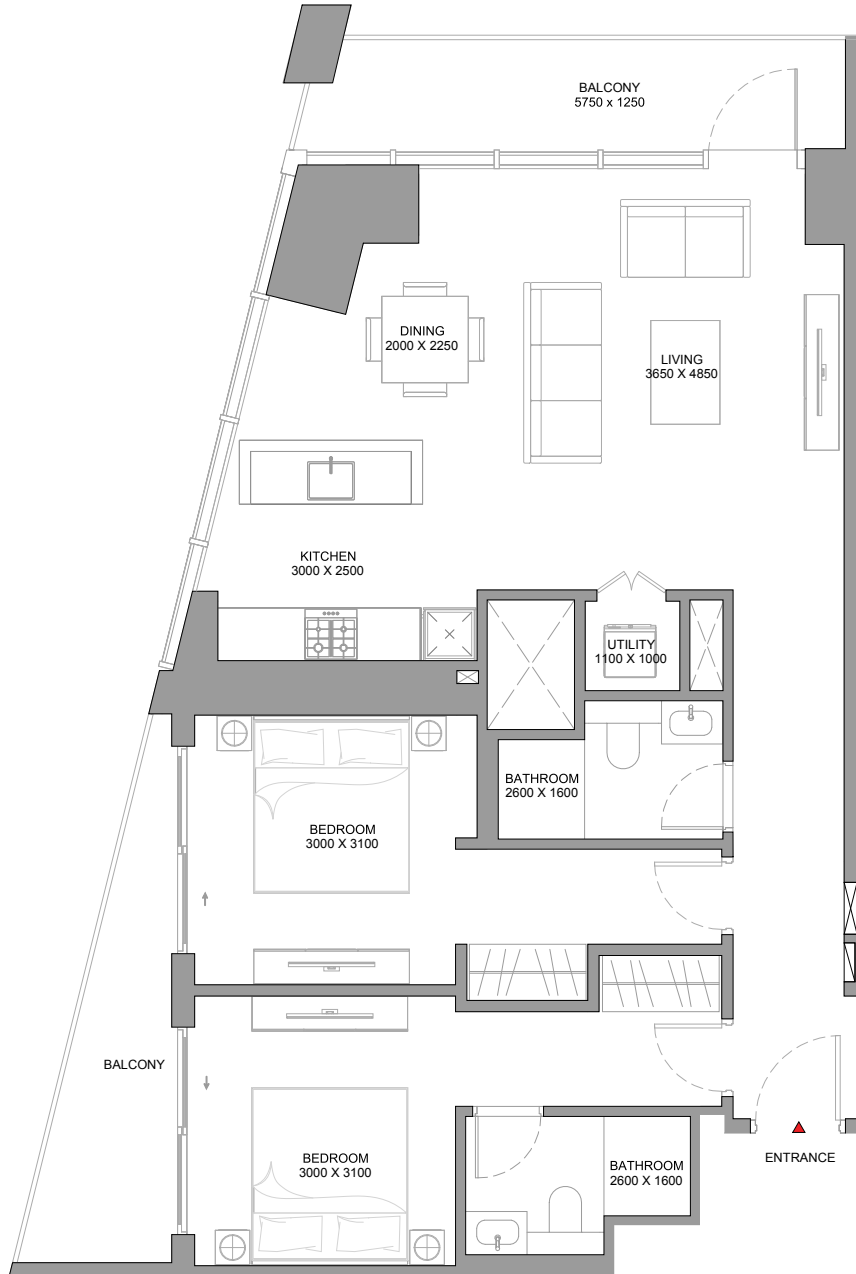 BALCONY
5750 x 1250
DINING
2000 X 2250
LIVING
3650 X 4850
KITCHEN
3000 X 2500
UTILITY
1100 X 1000
BATHROOM
2600 X 1600
BEDROOM
3000 X 3100
BALCONY
BEDROOM
3000 X 3100
BATHROOM
2600 X 1600
ENTRANCE